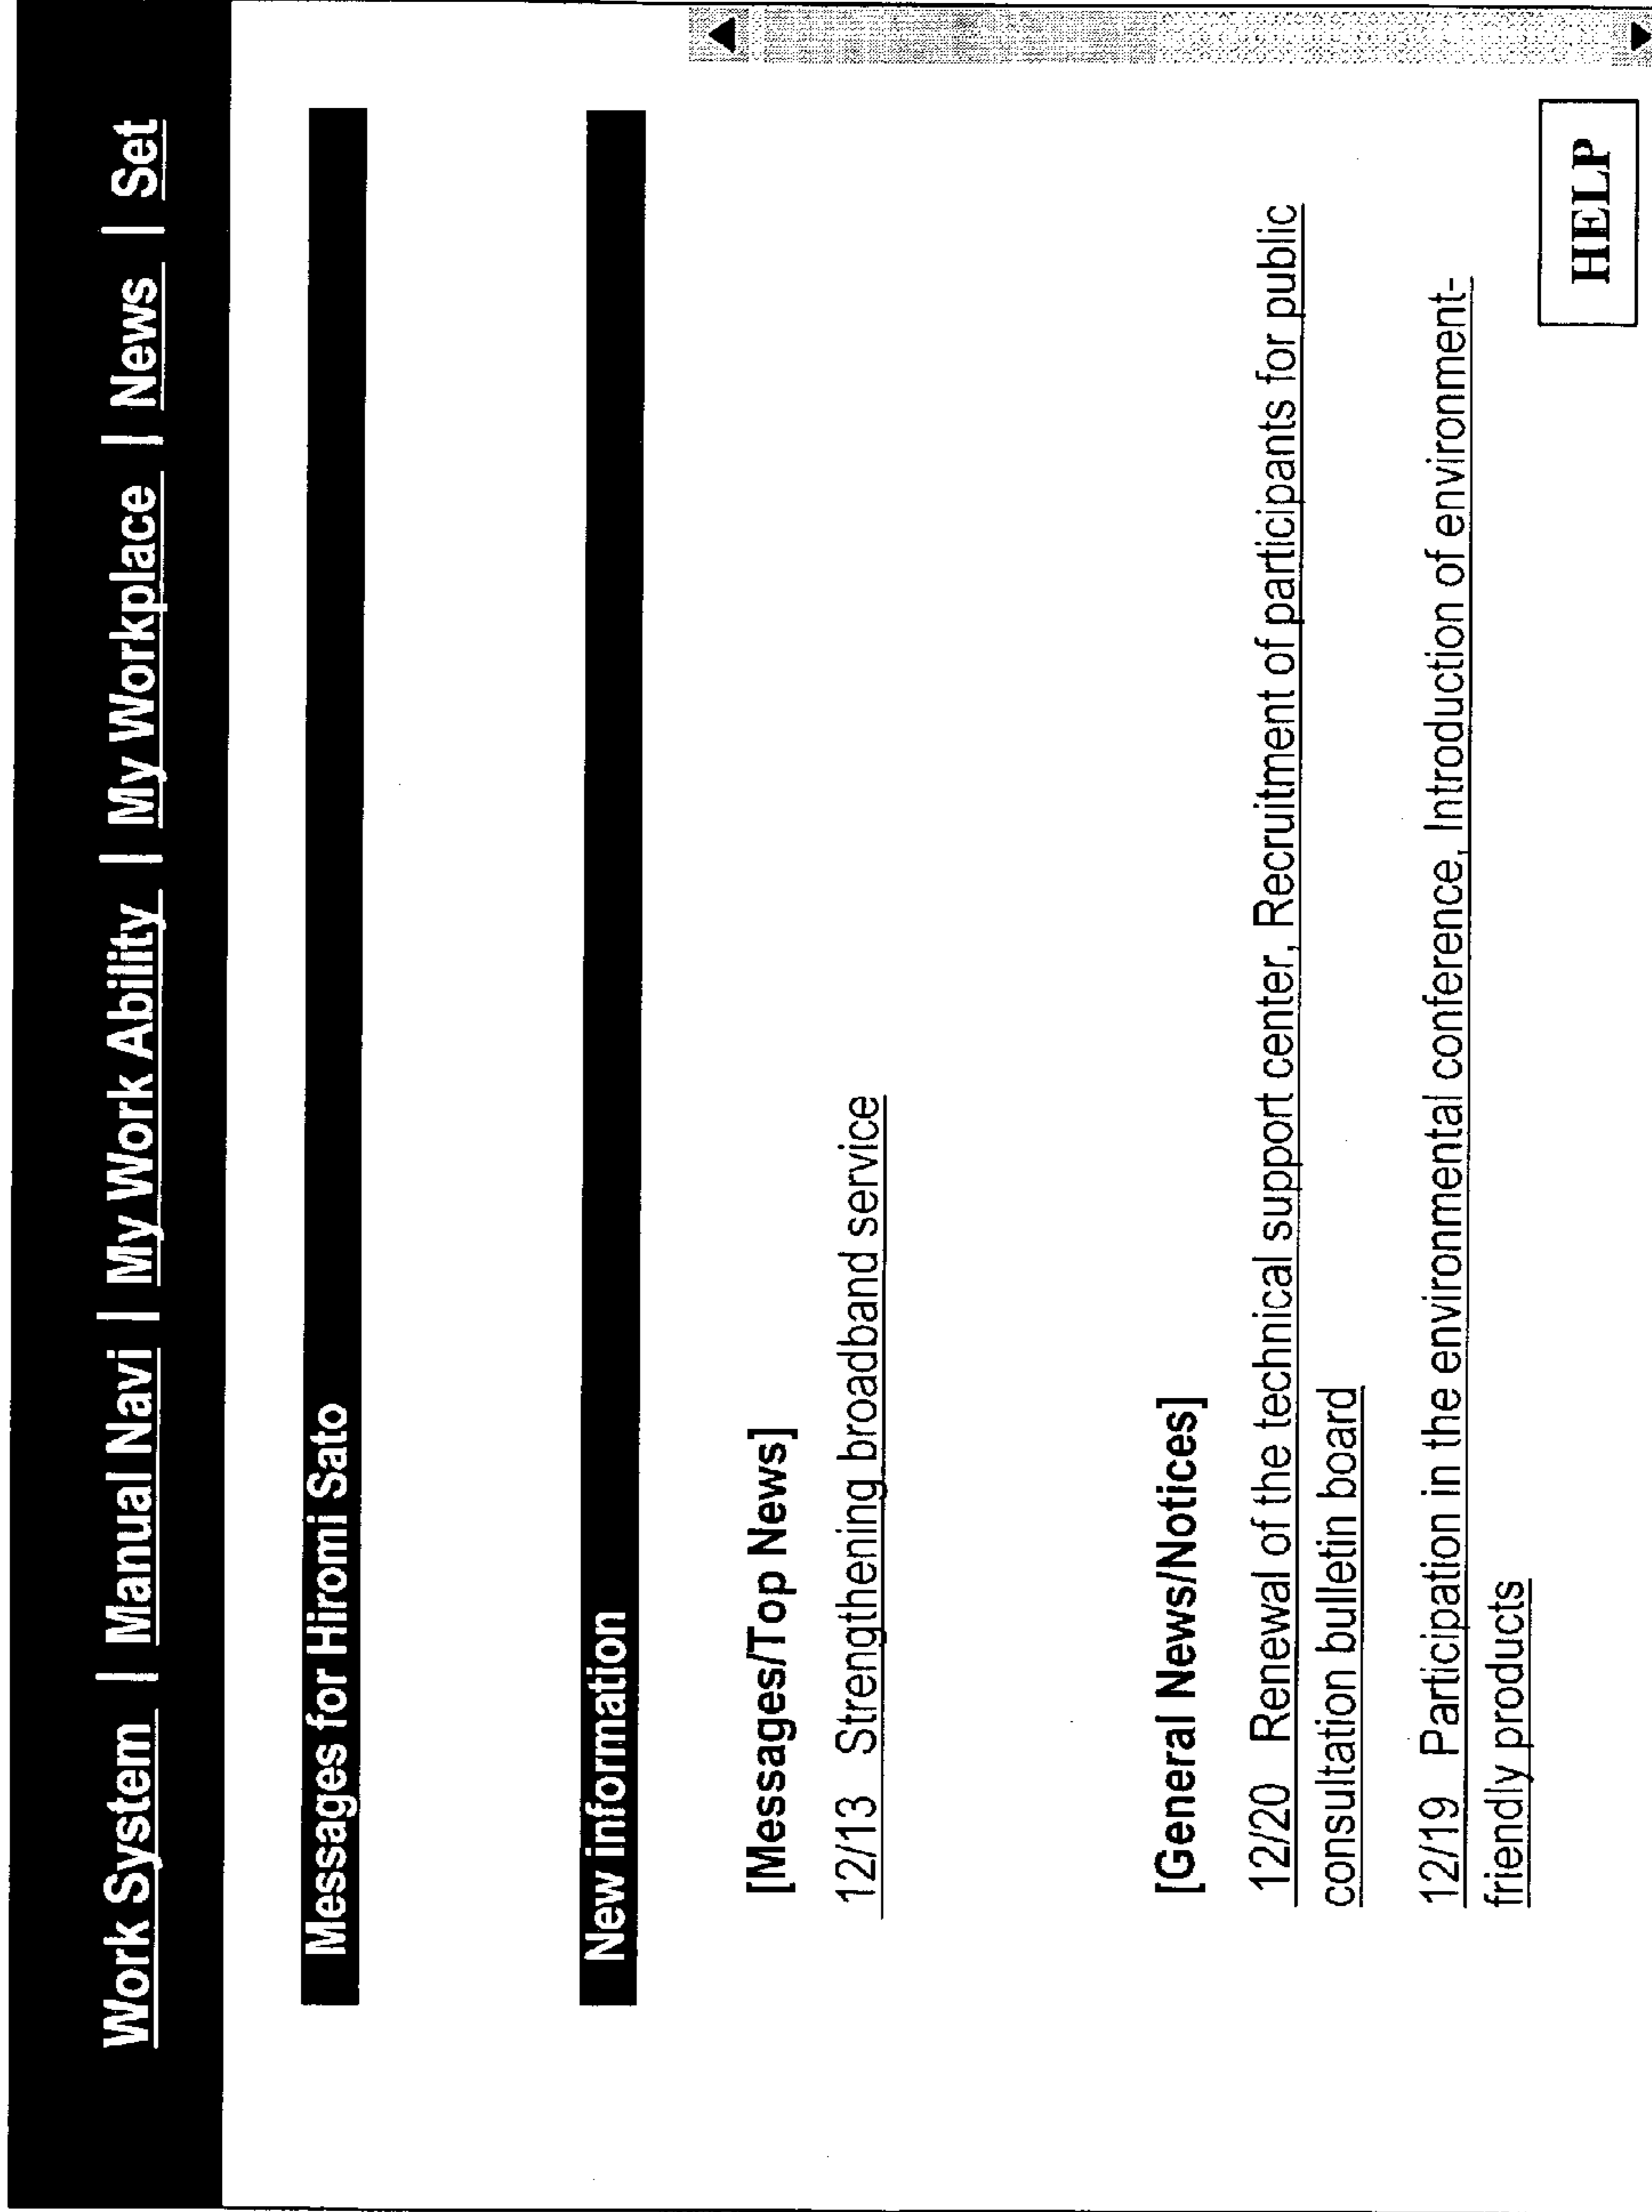 Work System | Manual Navi | My Work Ability | My Workplace | News | Set
Messages for Hiromi Sato
New information
[Messages/Top News]
12/13 Strengthening broadband service
[General News/Notices]
12/20 Renewal of the technical support center, Recruitment of participants for public
consultation bulletin board
12/19 Participation in the environmental conference, Introduction of environment-
friendly products
HELP